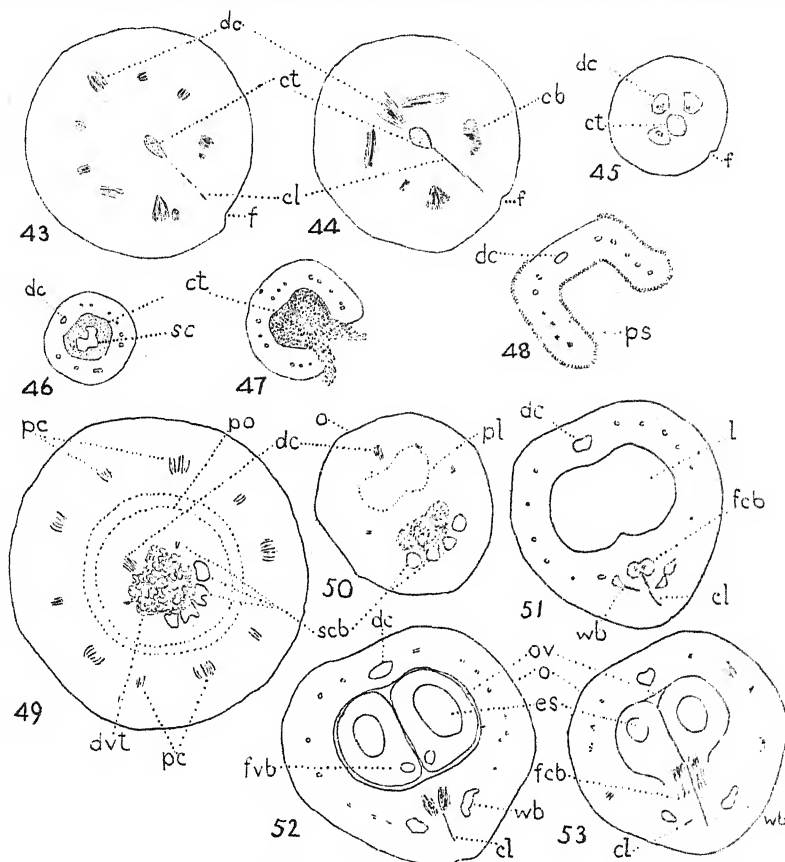 dc ct cb dc
ct
cl f f f
43 44 45
dc ct dc
sc ps
46 47 48
pc po dc o pl dc l
fcb
50 51
scb wb cl
dc ov
o
49 es
dvt pc fvb fcb
wb wb
52 cl cl 53